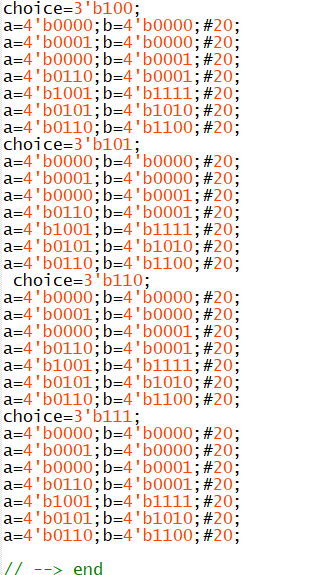 choice=3'b100;
a=4'b0000;b=4'b0000;#20;
a=4'b0001;b=4'b0000;#20;
a=4'b0000;b=4'b0001;#20;
a=4'b0110;b=4'b0001;#20;
a=4'b1001;b=4'b1111;#20;
a=4'b0101;b=4'b1010;#20;
a=4'b0110;b=4'b1100;#20;
choice=3'b101;
a=4'b0000;b=4'b0000;#20;
a=4'b0001;b=4'b0000;#20;
a=4'b0000;b=4'b0001;#20;
a=4'b0110;b=4'b0001;#20;
a=4'b1001;b=4'b1111;#20;
a=4'b0101;b=4'b1010;#20;
a=4'b0110;b=4'b1100;#20;
choice=3'b110;
a=4'b0000;b=4'b0000;#20;
a=4'b0001;b=4'b0000;#20;
a=4'b0000;b=4'b0001;#20;
a=4'b0110;b=4'b0001;#20;
a=4'b1001;b=4'b1111;#20;
a=4'b0101;b=4'b1010;#20;
a=4'b0110;b=4'b1100;#20;
choice=3'b111;
a=4'b0000;b=4'b0000;#20;
a=4'b0001;b=4'b0000;#20;
a=4'b0000;b=4'b0001;#20;
a=4'b0110;b=4'b0001;#20;
a=4'b1001;b=4'b1111;#20;
a=4'b0101;b=4'b1010;#20;
a=4'b0110;b=4'b1100;#20;
// --> end